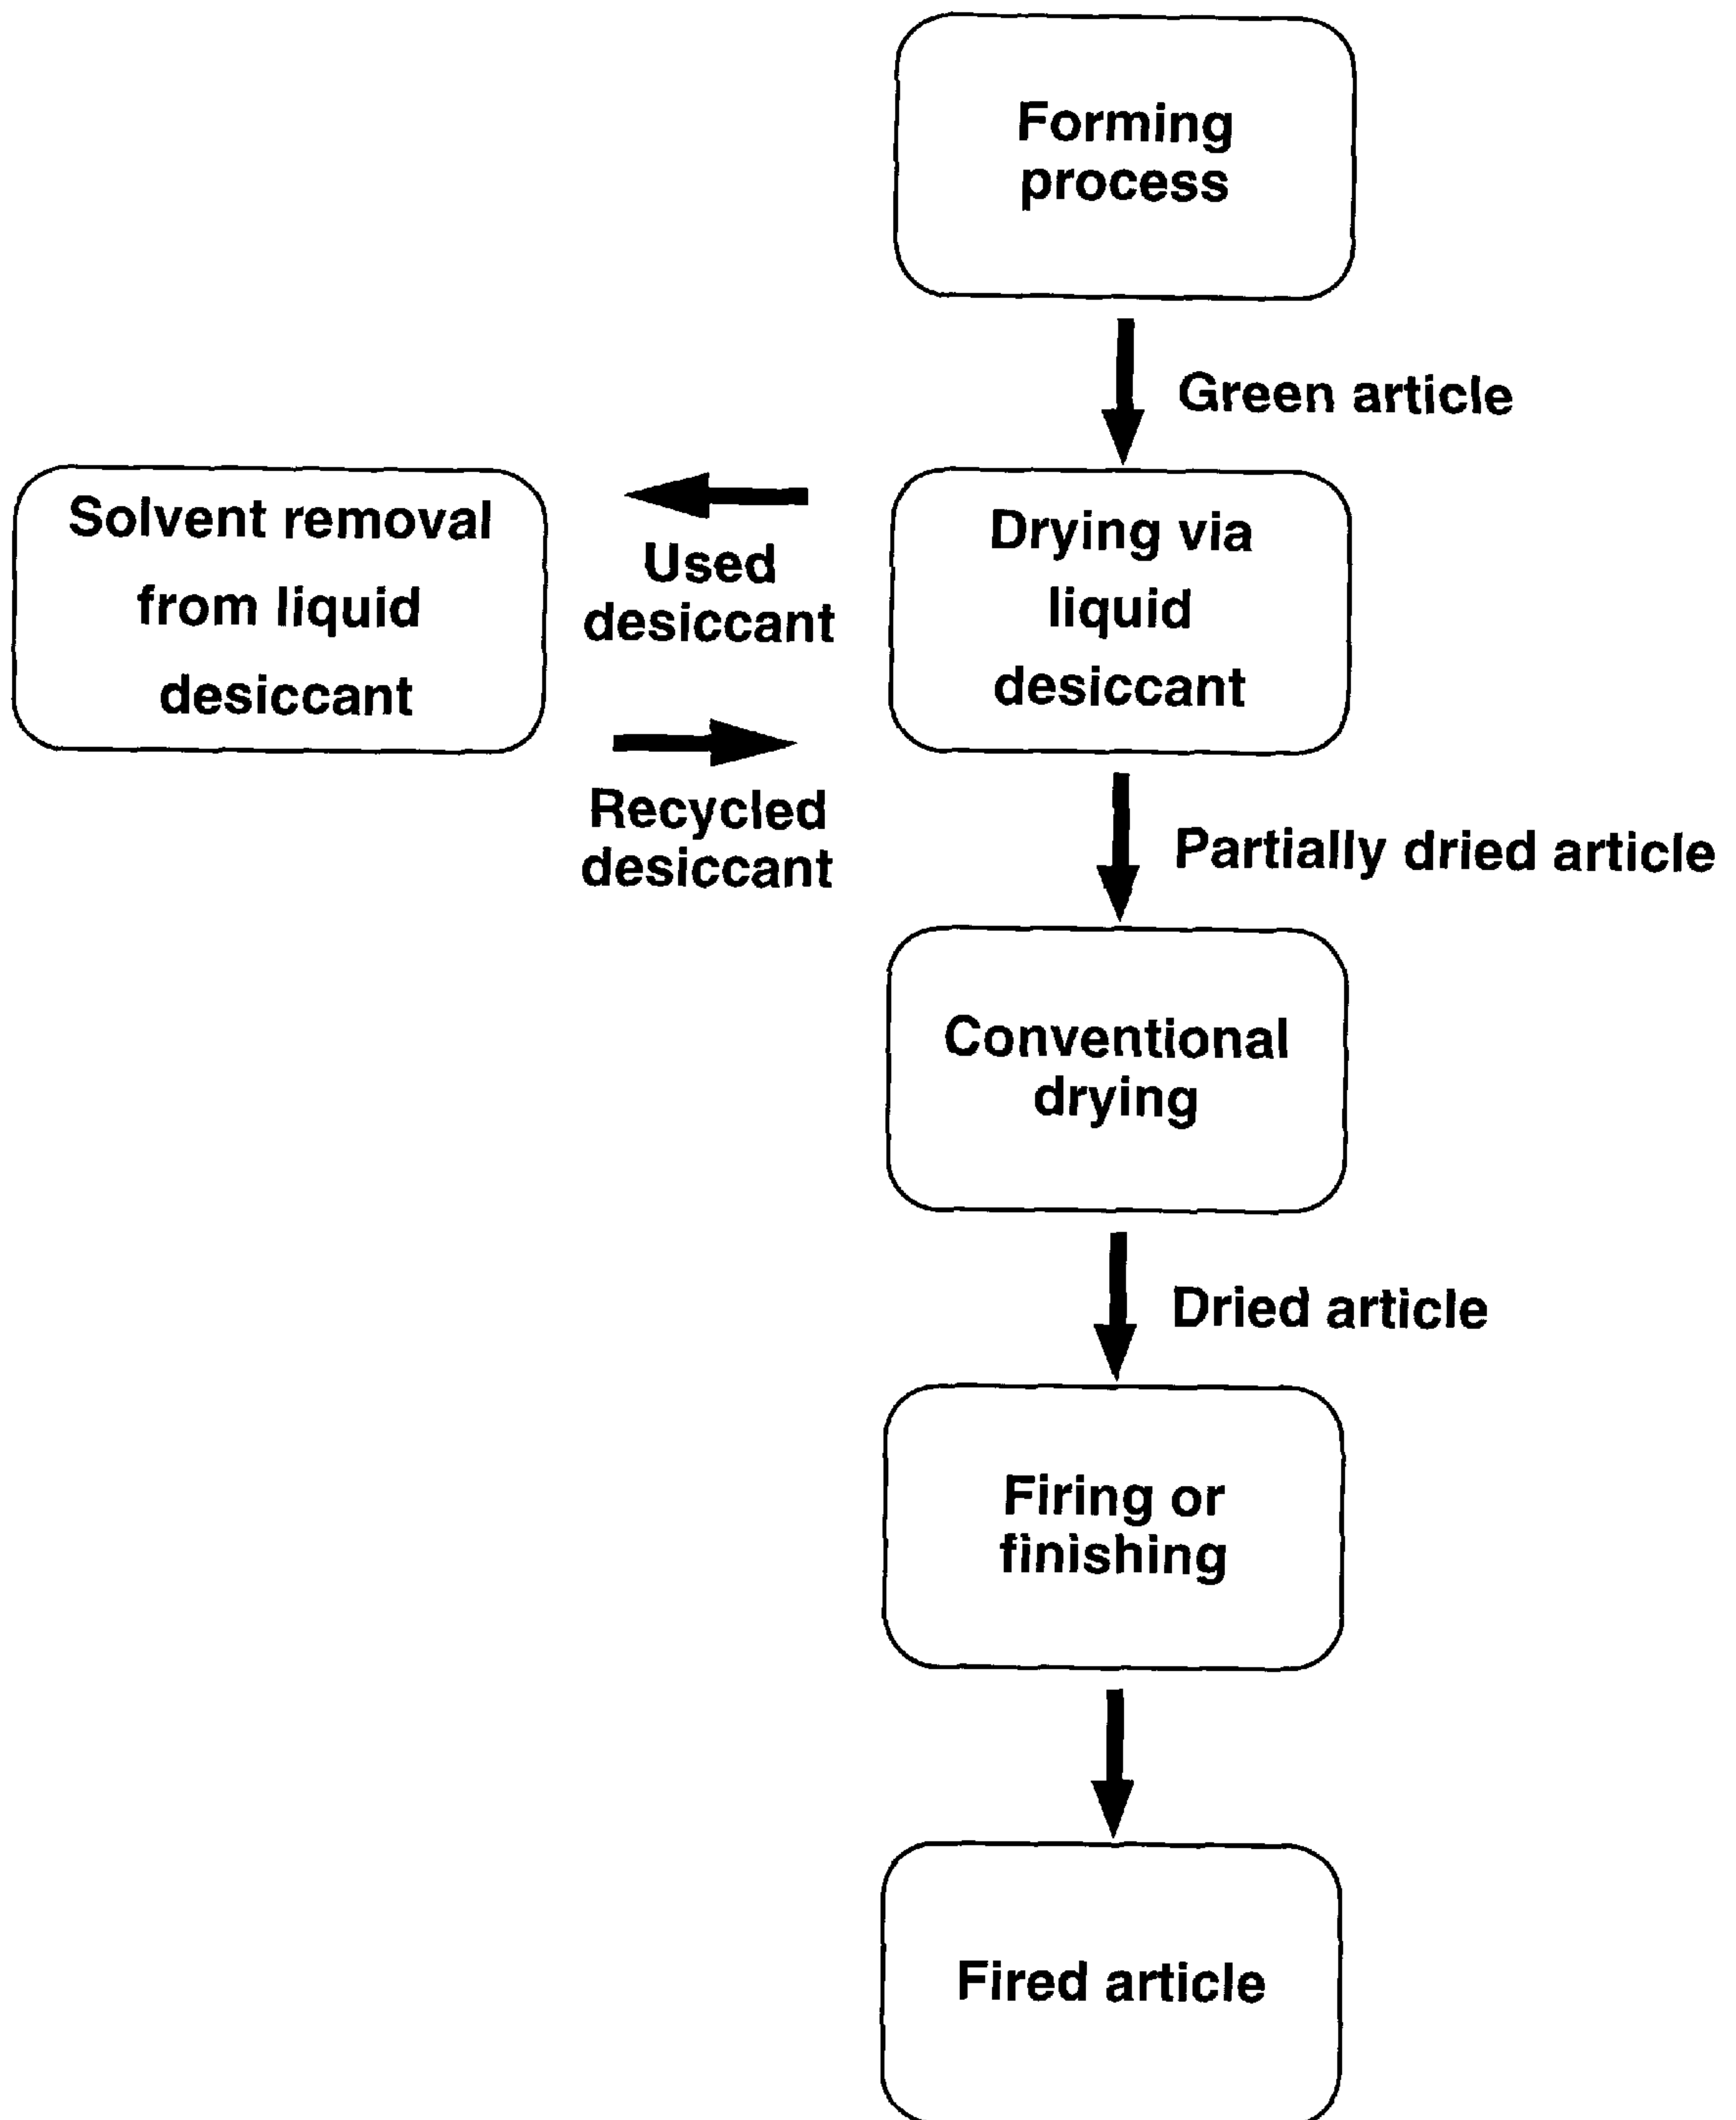 Forming
process
Green article
Solvent removal
from liquid
desiccant
Used
desiccant
Recycled
desiccant
Drying via
liquid
desiccant
Partially dried article
Conventional
drying
Dried article
Firing or
finishing
Fired article